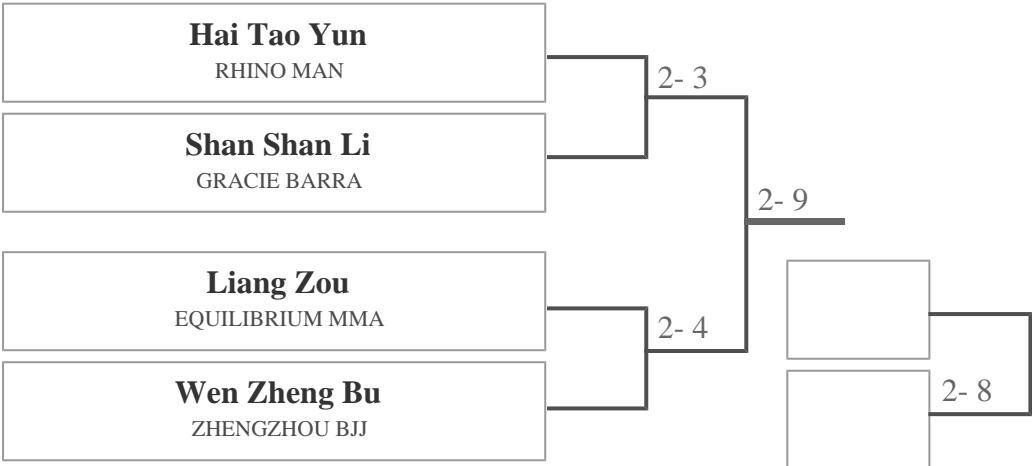 Hai Tao Yun
RHINO MAN
2- 3
Shan Shan Li
GRACIE BARRA
2- 9
Liang Zou
EQUILIBRIUM MMA
2- 4
Wen Zheng Bu
ZHENGZHOU BJJ
2- 8